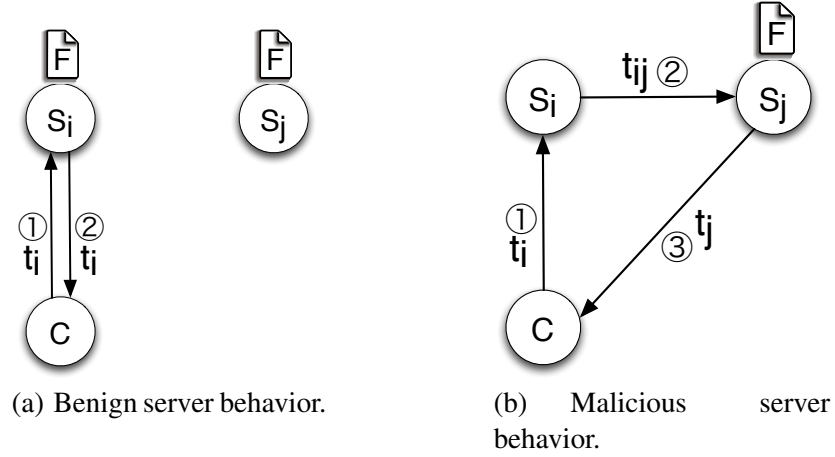 F
F
F
Si
Sj
Si
tij ②
Sj
①
ti
②
ti
①
ti
③
tj
C
C
(a) Benign server behavior.
(b) Malicious server
behavior.